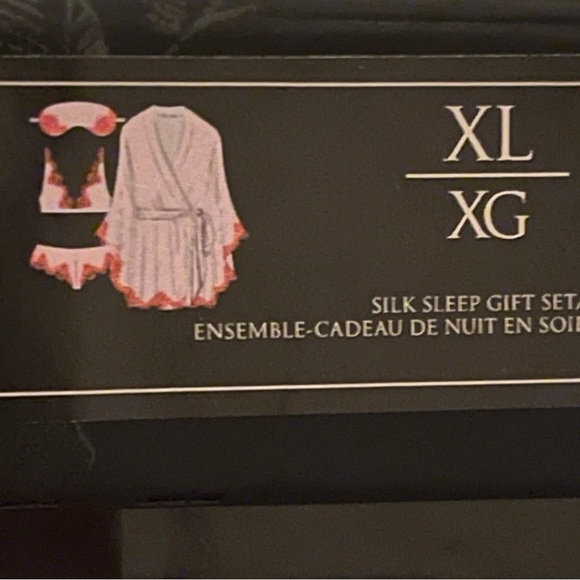 XL
XG
SILK SLEEP GIFT SET/
ENSEMBLE-CADEAU DE NUIT EN